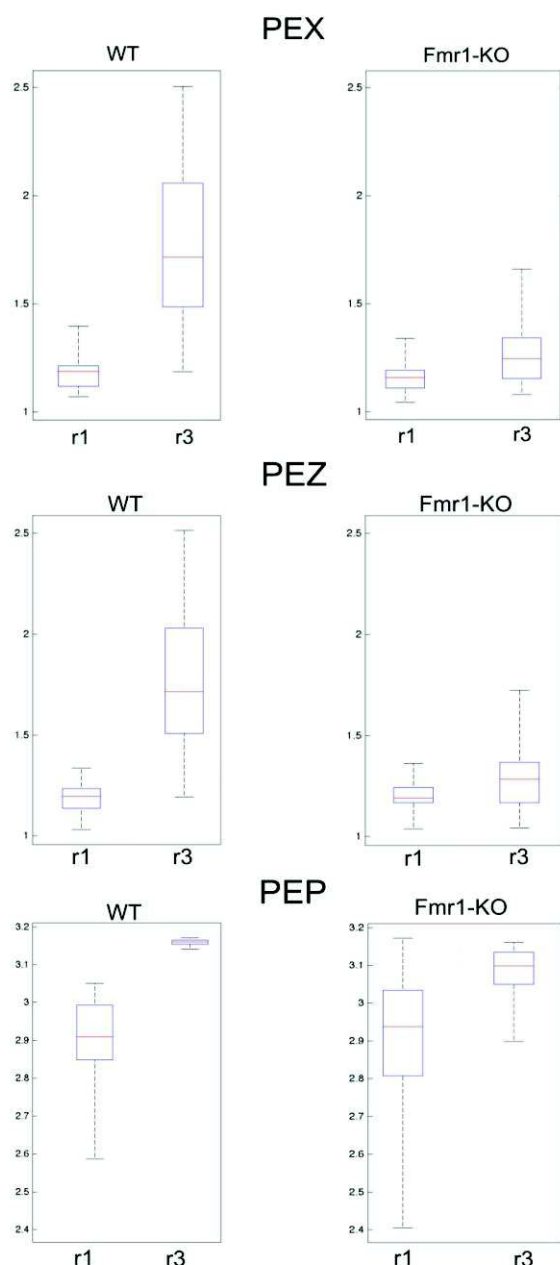 PEX
WT Fmr1-KO
2.5 2.5
2 2
1.5 1.5
1 1
r1 r3 r1 r3
PEZ
WT Fmr1-KO
2.5 2.5
2 2
1.5 1.5
1 1
r1 r3 r1 r3
PEP
WT Fmr1-KO
3.2 3.2
3.1 3.1
3 3
2.9 2.9
2.8 2.8
2.7 2.7
2.6 2.6
2.5 2.5
2.4 2.4
r1 r3 r1 r3